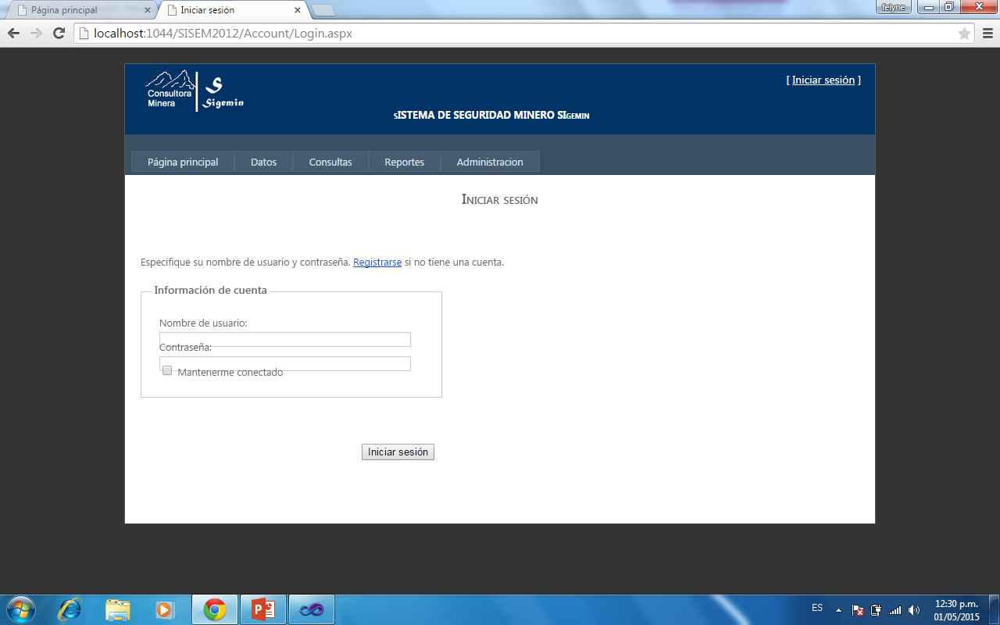 Página principal
Iniciar sesión
felyne
localhost:1044/SISEM2012/Account/Login.aspx
Consultora
Minera
S
Sigemin
[ Iniciar sesión ]
SISTEMA DE SEGURIDAD MINERO SIGEMIN
Página principal
Datos
Consultas
Reportes
Administracion
INICIAR SESIÓN
Especifique su nombre de usuario y contraseña. Registrarse si no tiene una cuenta.
Información de cuenta
Nombre de usuario:
Contraseña:
Mantenerme conectado
Iniciar sesión
ES
12:30 p.m.
01/05/2015